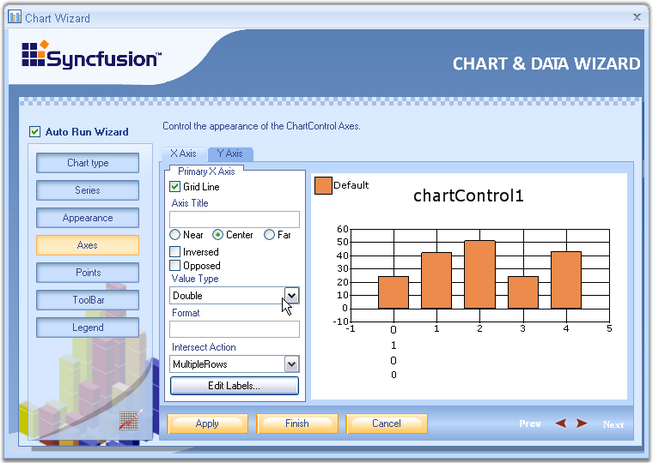 Chart Wizard
Syncfusion™
CHART & DATA WIZARD
Auto Run Wizard
Chart type
Series
Appearance
Axes
Points
ToolBar
Legend
Control the appearance of the ChartControl Axes.
X Axis Y Axis
Primary X Axis
Grid Line
Axis Title
Near Center Far
Inversed
Opposed
Value Type
Double
Format
Intersect Action
MultipleRows
Edit Labels...
Default
chartControl1
60
50
40
30
20
10
0
-10
-1 0 1 2 3 4 5
1
0
0
0
Apply Finish Cancel Prev Next